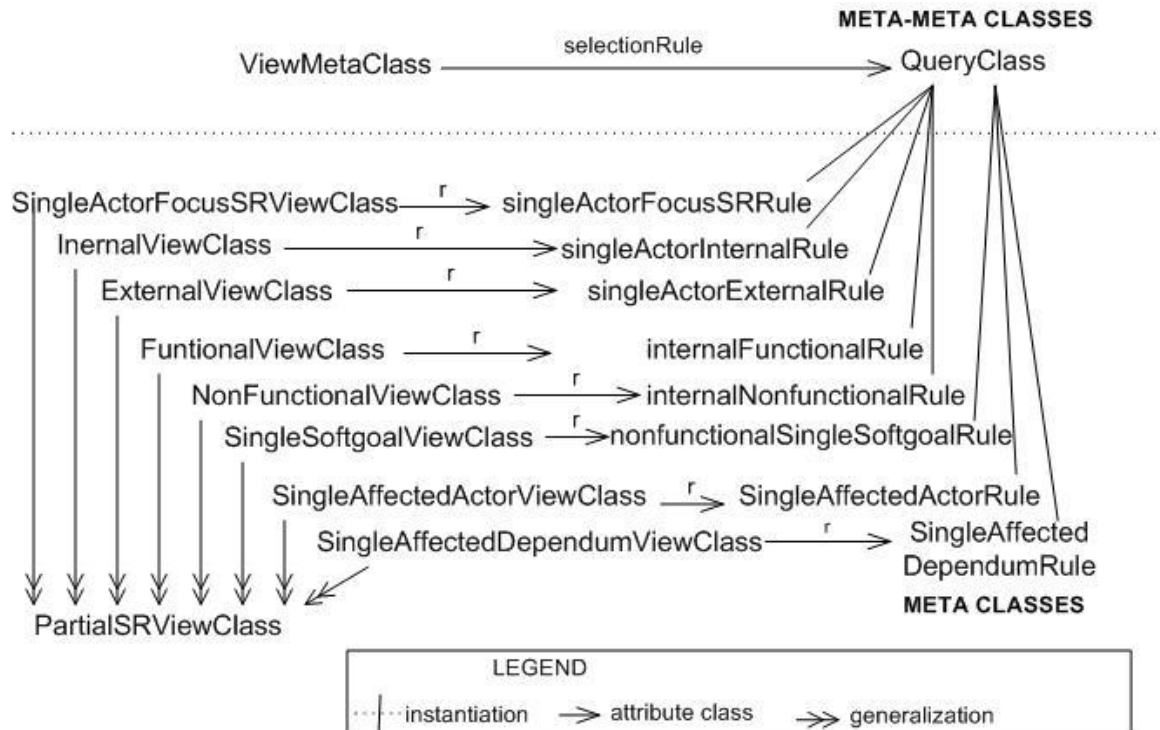 META-META CLASSES
ViewMetaClass selectionRule QueryClass
SingleActorFocusSRViewClass r singleActorFocusSRRule
InernalViewClass r singleActorInternalRule
ExternalViewClass r singleActorExternalRule
FuntionalViewClass r internalFunctionalRule
NonFunctionalViewClass r internalNonfunctionalRule
SingleSoftgoalViewClass r nonfunctionalSingleSoftgoalRule
SingleAffectedActorViewClass r SingleAffectedActorRule
SingleAffectedDependumViewClass r SingleAffected
DependumRule
META CLASSES
PartialSRViewClass
LEGEND
instantiation attribute class generalization